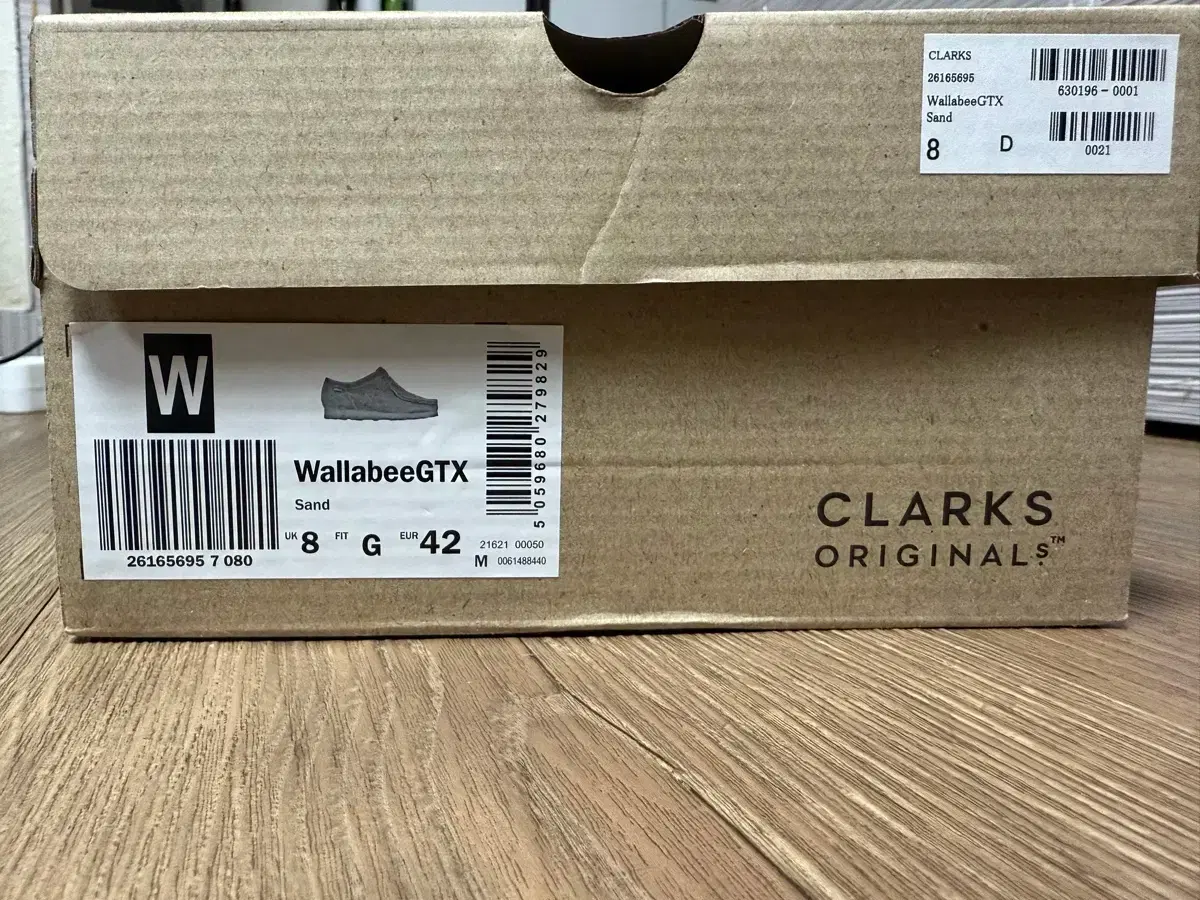 CLARKS
26165695
WallabeeGTX
Sand
8 D
630196-0001
0021
W
WallabeeGTX
Sand
UK 8 FIT G EUR 42
26165695 7 080
21621 00050
M 0061488440
5 059680 279829
CLARKS
ORIGINALS™